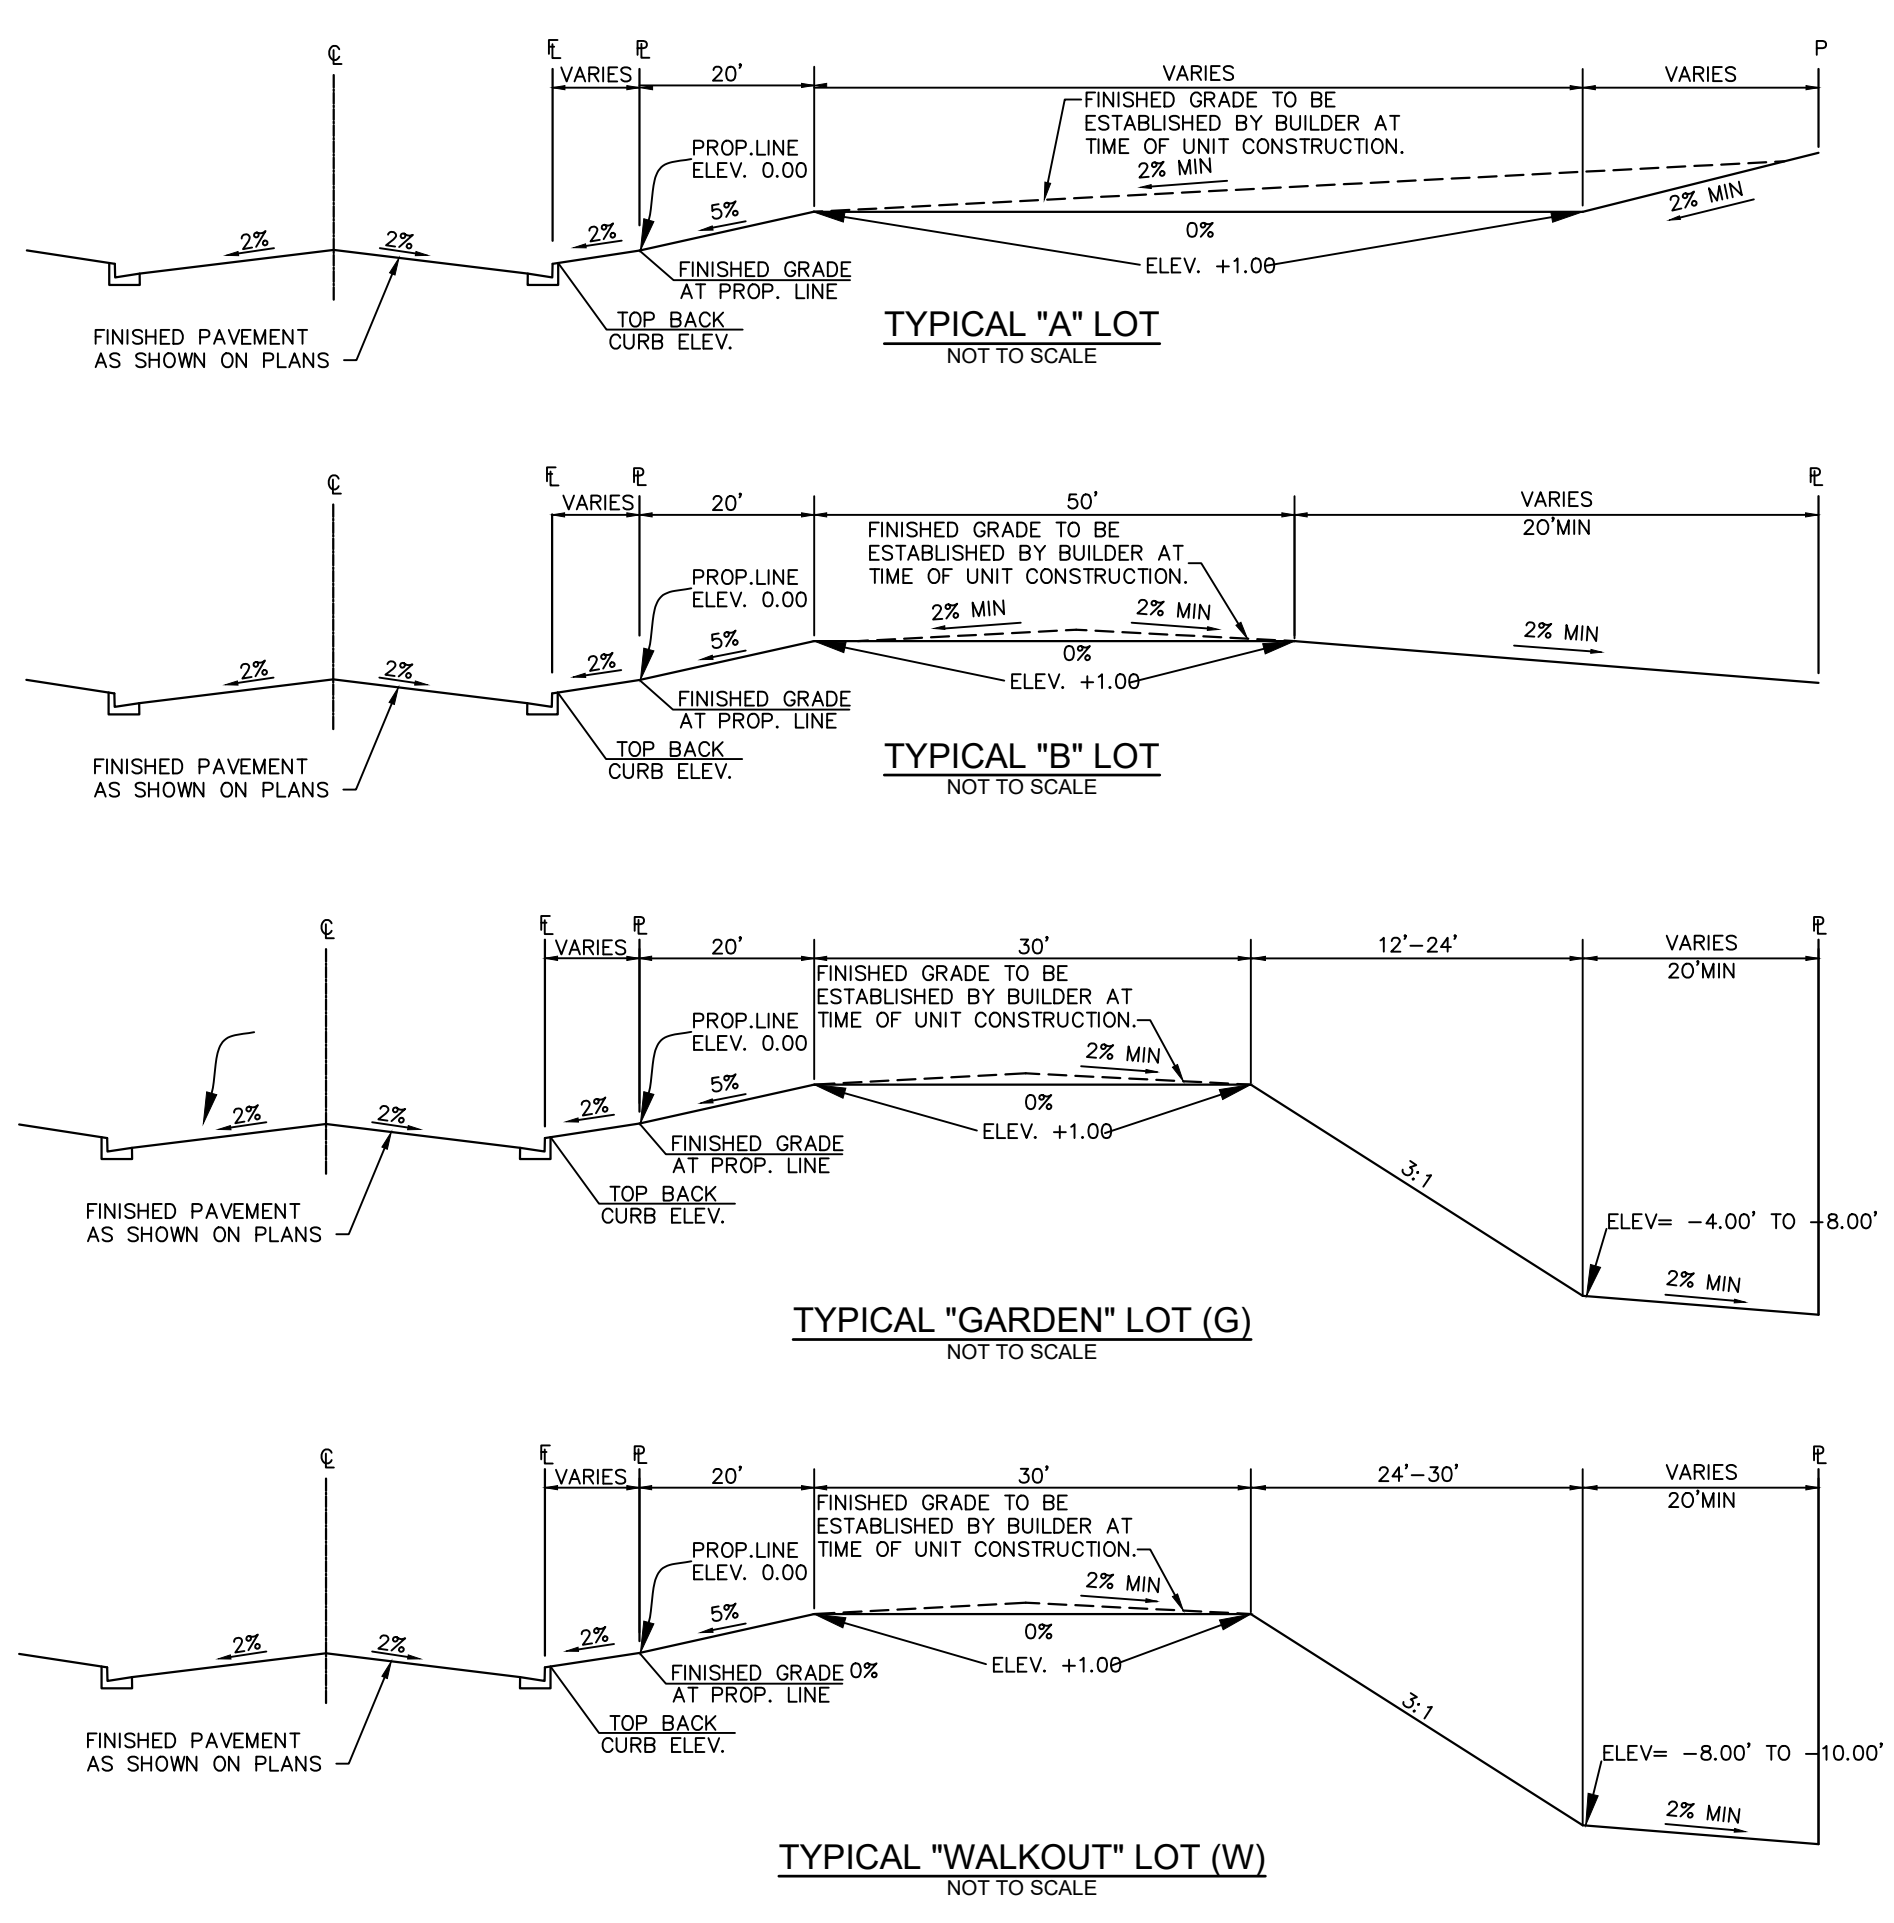 ℄
FL
PL
P
VARIES
20'
VARIES
VARIES
FINISHED GRADE TO BE
ESTABLISHED BY BUILDER AT
TIME OF UNIT CONSTRUCTION.
PROP.LINE
ELEV. 0.00
2% MIN
2% MIN
5%
2%
2%
2%
0%
ELEV. +1.00
FINISHED GRADE
AT PROP. LINE
TOP BACK
CURB ELEV.
FINISHED PAVEMENT
AS SHOWN ON PLANS
TYPICAL "A" LOT
NOT TO SCALE
℄
FL
PL
PL
VARIES
20'
50'
VARIES
20'MIN
FINISHED GRADE TO BE
ESTABLISHED BY BUILDER AT
TIME OF UNIT CONSTRUCTION.
PROP.LINE
ELEV. 0.00
2% MIN
2% MIN
2% MIN
5%
2%
2%
2%
0%
ELEV. +1.00
FINISHED GRADE
AT PROP. LINE
TOP BACK
CURB ELEV.
FINISHED PAVEMENT
AS SHOWN ON PLANS
TYPICAL "B" LOT
NOT TO SCALE
℄
FL
PL
PL
VARIES
20'
30'
12'-24'
VARIES
20'MIN
FINISHED GRADE TO BE
ESTABLISHED BY BUILDER AT
TIME OF UNIT CONSTRUCTION.
PROP.LINE
ELEV. 0.00
2% MIN
5%
2%
2%
2%
0%
ELEV. +1.00
FINISHED GRADE
AT PROP. LINE
TOP BACK
CURB ELEV.
FINISHED PAVEMENT
AS SHOWN ON PLANS
3:1
ELEV= -4.00' TO -8.00'
2% MIN
TYPICAL "GARDEN" LOT (G)
NOT TO SCALE
℄
FL
PL
PL
VARIES
20'
30'
24'-30'
VARIES
20'MIN
FINISHED GRADE TO BE
ESTABLISHED BY BUILDER AT
TIME OF UNIT CONSTRUCTION.
PROP.LINE
ELEV. 0.00
2% MIN
5%
2%
2%
2%
0%
ELEV. +1.00
FINISHED GRADE 0%
AT PROP. LINE
TOP BACK
CURB ELEV.
FINISHED PAVEMENT
AS SHOWN ON PLANS
3:1
ELEV= -8.00' TO -10.00'
2% MIN
TYPICAL "WALKOUT" LOT (W)
NOT TO SCALE